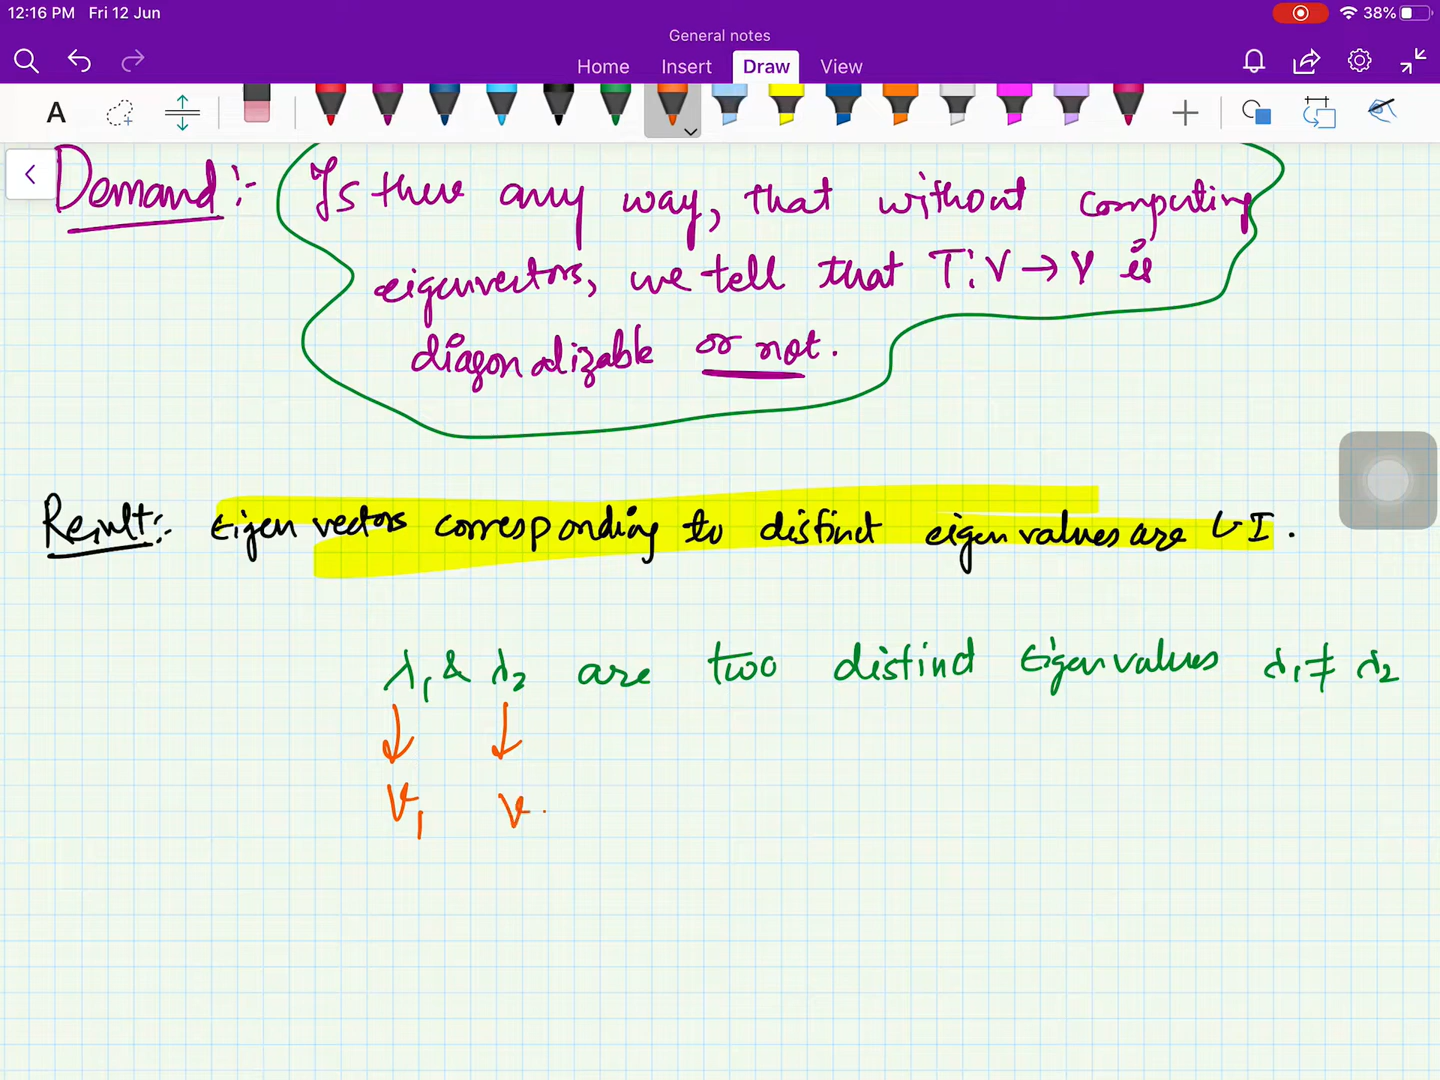 12:16 PM Fri 12 Jun
38%
General notes
Home Insert Draw View
A
Demand :-
Is there any way, that without computing
eigenvectors, we tell that T: V → V is
diagonalizable or not.
Result :- Eigen vectors corresponding to distinct eigen values are LI.
λ₁ & λ₂ are two distinct Eigenvalues λ₁ ≠ λ₂
↓ ↓
v₁ v